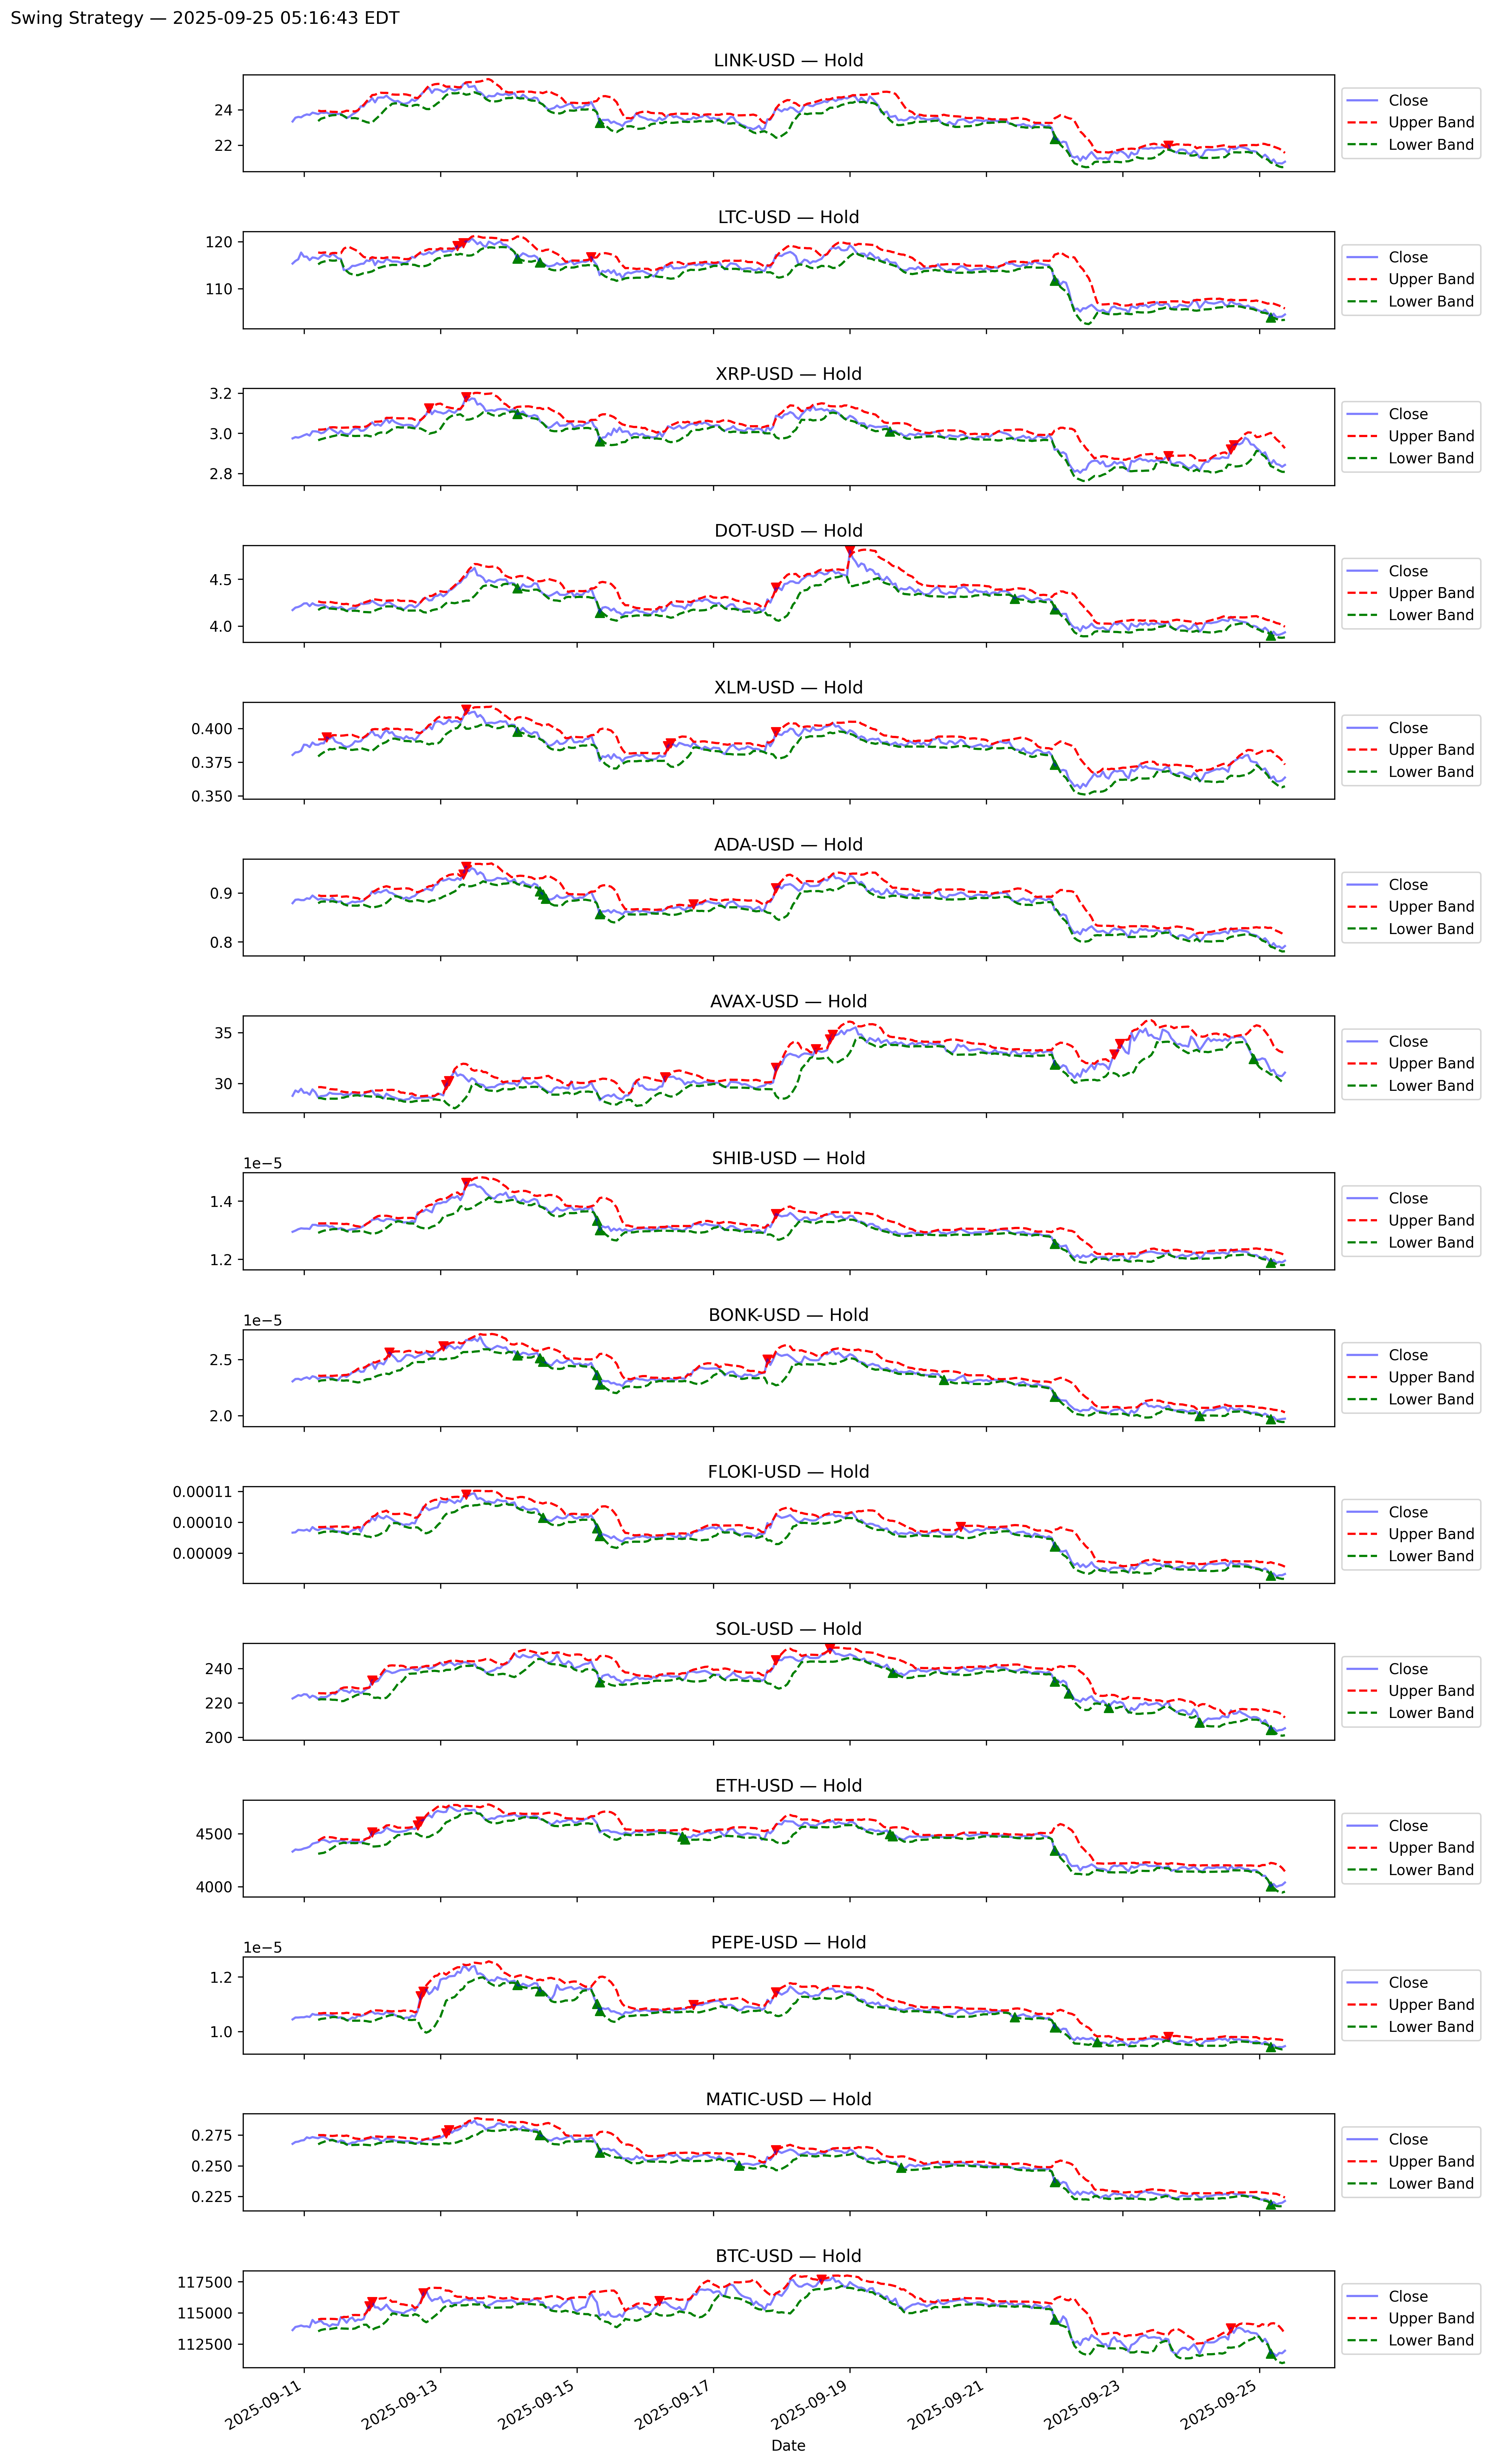 Swing Strategy — 2025-09-25 05:16:43 EDT
LINK-USD — Hold
24
22
Close
Upper Band
Lower Band
LTC-USD — Hold
120
110
Close
Upper Band
Lower Band
XRP-USD — Hold
3.2
3.0
2.8
Close
Upper Band
Lower Band
DOT-USD — Hold
4.5
4.0
Close
Upper Band
Lower Band
XLM-USD — Hold
0.400
0.375
0.350
Close
Upper Band
Lower Band
ADA-USD — Hold
0.9
0.8
Close
Upper Band
Lower Band
AVAX-USD — Hold
35
30
Close
Upper Band
Lower Band
SHIB-USD — Hold
1e−5
1.4
1.2
Close
Upper Band
Lower Band
BONK-USD — Hold
1e−5
2.5
2.0
Close
Upper Band
Lower Band
FLOKI-USD — Hold
0.00011
0.00010
0.00009
Close
Upper Band
Lower Band
SOL-USD — Hold
240
220
200
Close
Upper Band
Lower Band
ETH-USD — Hold
4500
4000
Close
Upper Band
Lower Band
PEPE-USD — Hold
1e−5
1.2
1.0
Close
Upper Band
Lower Band
MATIC-USD — Hold
0.275
0.250
0.225
Close
Upper Band
Lower Band
BTC-USD — Hold
117500
115000
112500
Close
Upper Band
Lower Band
2025-09-11
2025-09-13
2025-09-15
2025-09-17
2025-09-19
2025-09-21
2025-09-23
2025-09-25
Date